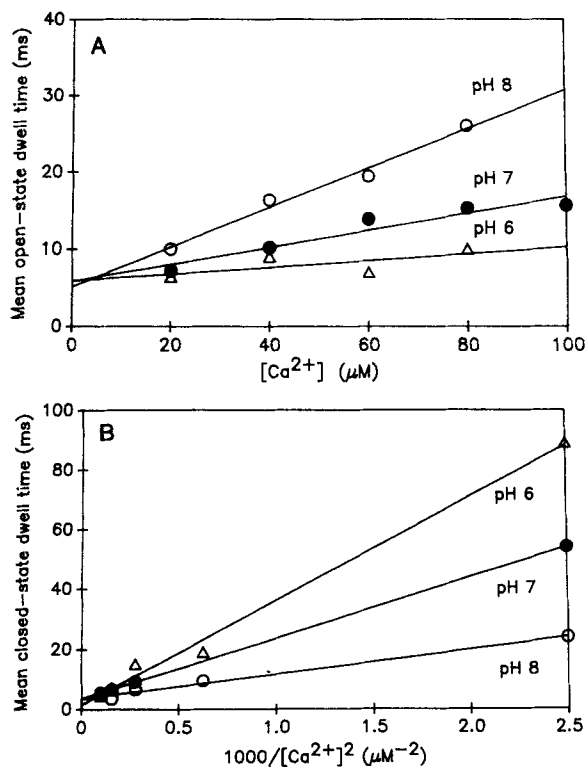 A
Mean open-state dwell time (ms)
40
30
20
10
0
pH 8
pH 7
pH 6
20
40
60
80
100
[Ca²⁺] (μM)
B
Mean closed-state dwell time (ms)
100
80
60
40
20
0
pH 6
pH 7
pH 8
0.0
0.5
1.0
1.5
2.0
2.5
1000/[Ca²⁺]² (μM⁻²)